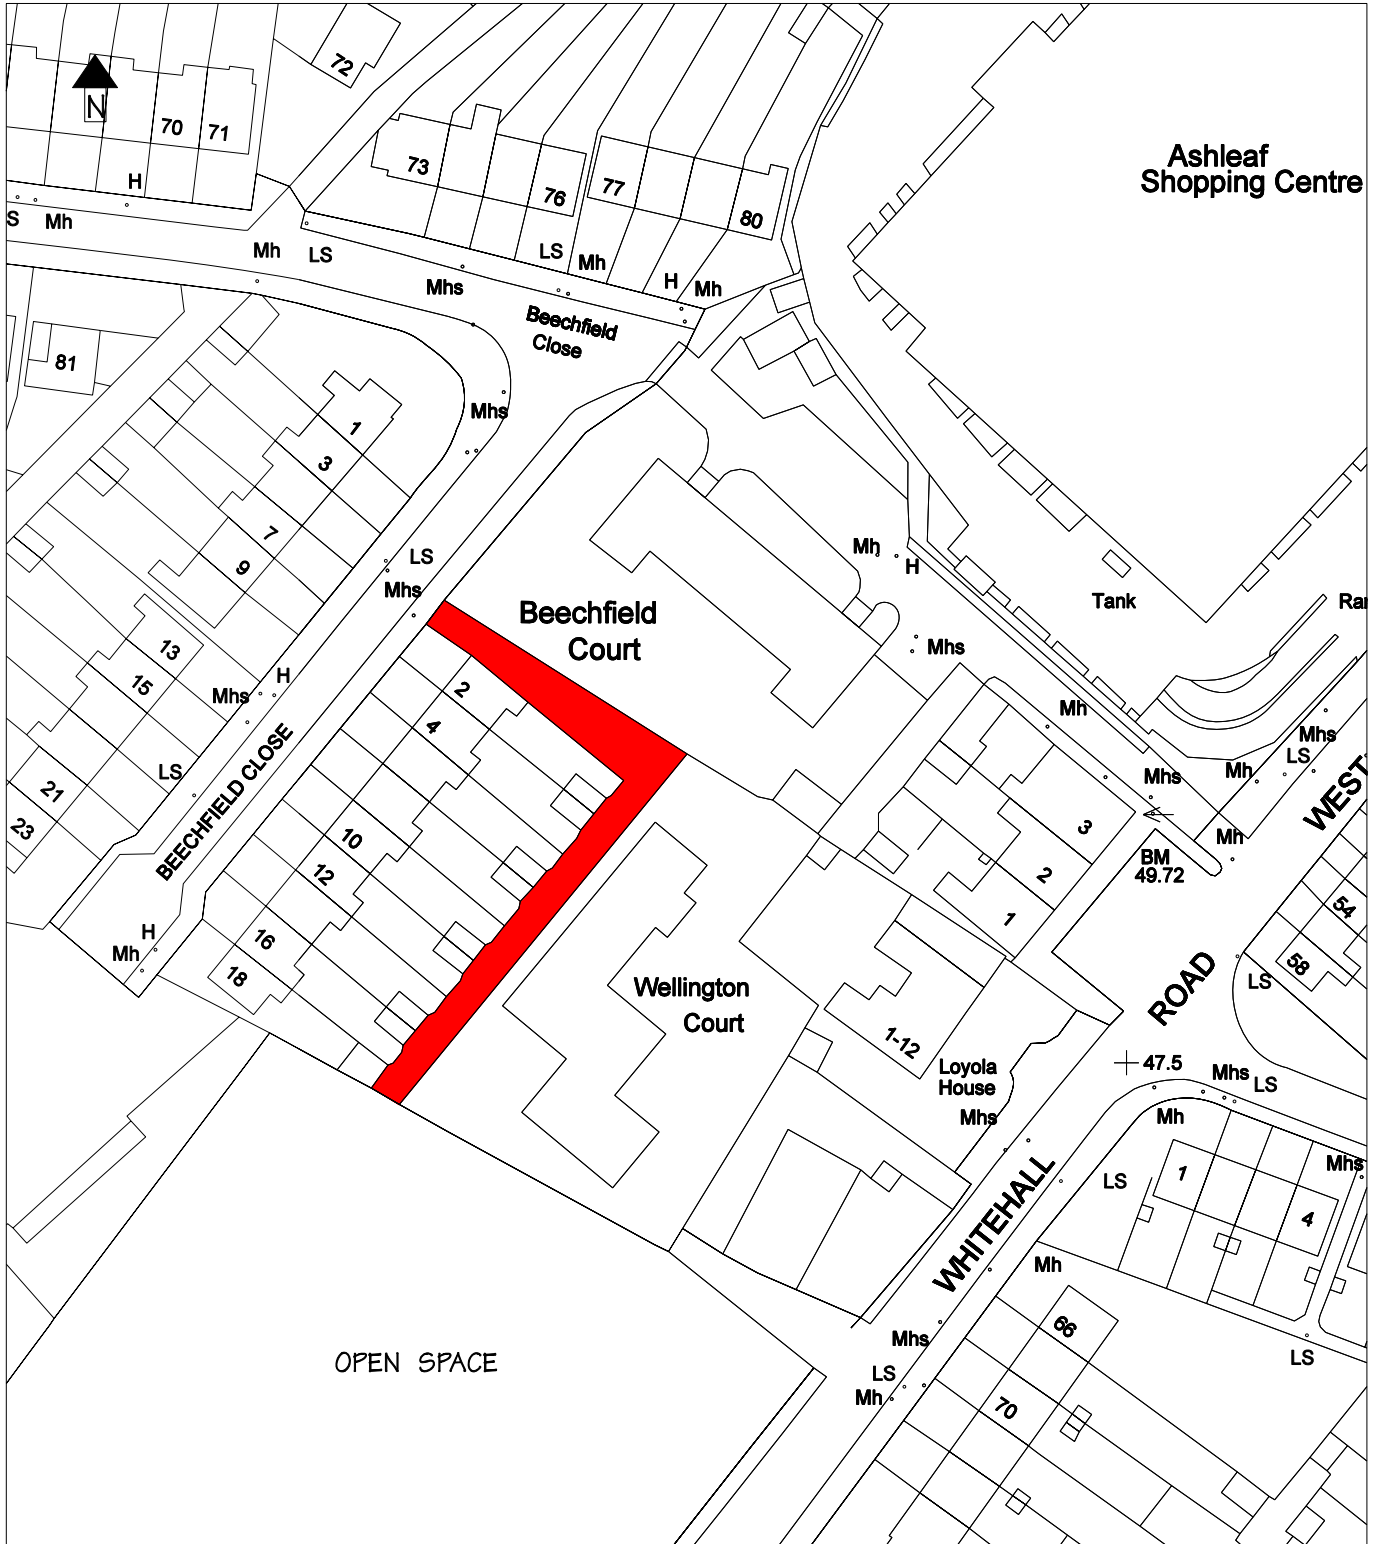 72
N
70
71
73
76
77
80
Ashleaf
Shopping Centre
H
S
Mh
Mh
LS
LS
Mh
H
Mh
Mhs
Beechfield
Close
81
1
Mhs
3
7
9
LS
Mhs
Mh
H
Tank
Beechfield
Court
Mhs
13
15
Mhs
H
2
4
Mh
Mhs
LS
Mh
Mhs
WEST
LS
BEECHFIELD CLOSE
21
23
10
12
3
2
1
BM
49.72
Mh
54
58
LS
H
Mh
16
18
Wellington
Court
ROAD
1-12
Loyola
House
Mhs
47.5
Mhs
LS
Mh
Mhs
LS
1
4
WHITEHALL
Mh
66
Mhs
LS
Mh
LS
OPEN SPACE
70